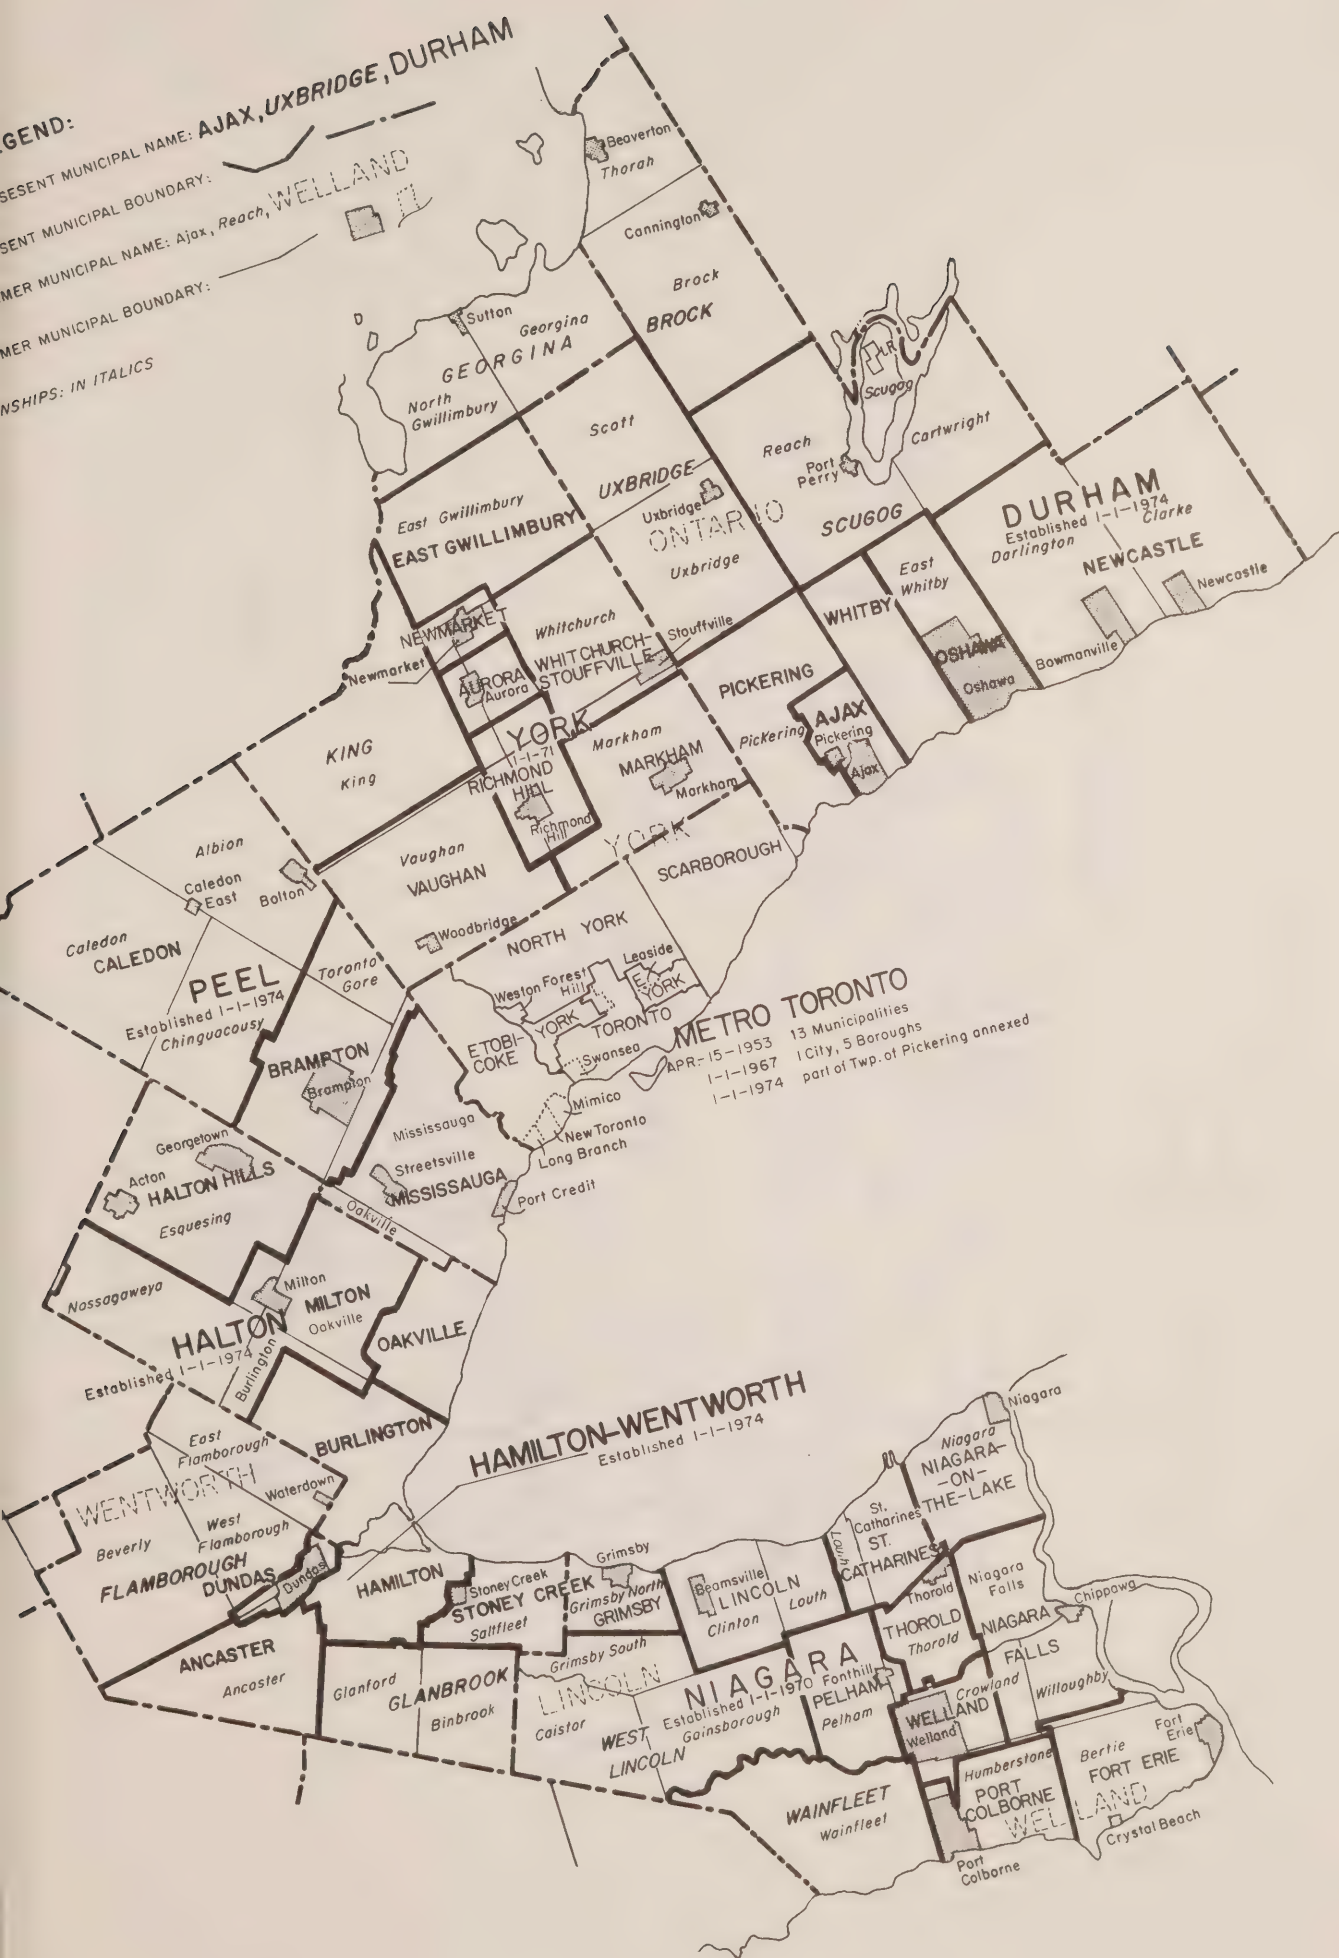 GEND:
SESENT MUNICIPAL NAME: AJAX, UXBRIDGE, DURHAM
SENT MUNICIPAL BOUNDARY:
MER MUNICIPAL NAME: Ajax, Reach, WELLAND
MER MUNICIPAL BOUNDARY:
NSHIPS: IN ITALICS
Beaverton
Thorah
Cannington
Brock
BROCK
Sutton
Georgina
GEORGINA
North
Gwillimbury
Scott
UXBRIDGE
Uxbridge
ONTARIO
Uxbridge
Reach
Port
Perry
SCUGOG
I.R.
Scugog
Cartwright
DURHAM
Established 1-1-1974
Clarke
Darlington
NEWCASTLE
Newcastle
Bowmanville
East Gwillimbury
EAST GWILLIMBURY
NEWMARKET
Newmarket
Whitchurch
WHITCHURCH-
STOUFFVILLE
Stouffville
AURORA
Aurora
East
Whitby
WHITBY
OSHAWA
Oshawa
PICKERING
Pickering
AJAX
Pickering
Ajax
KING
King
YORK
1-1-71
RICHMOND
HILL
Richmond
Hill
Markham
MARKHAM
Markham
YORK
SCARBOROUGH
Albion
Caledon
East
Bolton
Vaughan
VAUGHAN
Woodbridge
Caledon
CALEDON
PEEL
Established 1-1-1974
Chinguacousy
Toronto
Gore
NORTH YORK
Leaside
Weston
Forest
Hill
E.
YORK
YORK
TORONTO
Swansea
ETOBI-
COKE
METRO TORONTO
APR.-15-1953 13 Municipalities
1-1-1967 1 City, 5 Boroughs
1-1-1974 part of Twp. of Pickering annexed
BRAMPTON
Brampton
Mimico
New Toronto
Long Branch
Mississauga
Streetsville
MISSISSAUGA
Port Credit
Georgetown
Acton
HALTON HILLS
Esquesing
Oakville
Nassagaweya
Milton
MILTON
Oakville
HALTON
Established 1-1-1974
Burlington
OAKVILLE
BURLINGTON
HAMILTON-WENTWORTH
Established 1-1-1974
East
Flamborough
WENTWORTH
Waterdown
West
Flamborough
Beverly
FLAMBOROUGH
DUNDAS
Dundas
HAMILTON
Stoney Creek
STONEY CREEK
Saltfleet
Grimsby
Grimsby North
GRIMSBY
Beamsville
LINCOLN
Clinton
Louth
Louth
St.
Catharines
ST.
CATHARINES
Niagara
Niagara
NIAGARA-
-ON-
THE-LAKE
Thorold
THOROLD
Thorold
Niagara
Falls
NIAGARA
FALLS
Chippawa
ANCASTER
Ancaster
Glanford
GLANBROOK
Binbrook
Grimsby South
LINCOLN
Caistor
WEST
LINCOLN
NIAGARA
Established 1-1-1970
Gainsborough
Fonthill
PELHAM
Pelham
WELLAND
Welland
Crowland
Willoughby
Fort
Erie
Bertie
FORT ERIE
Humberstone
PORT
COLBORNE
WELLAND
Crystal Beach
Port
Colborne
WAINFLEET
Wainfleet